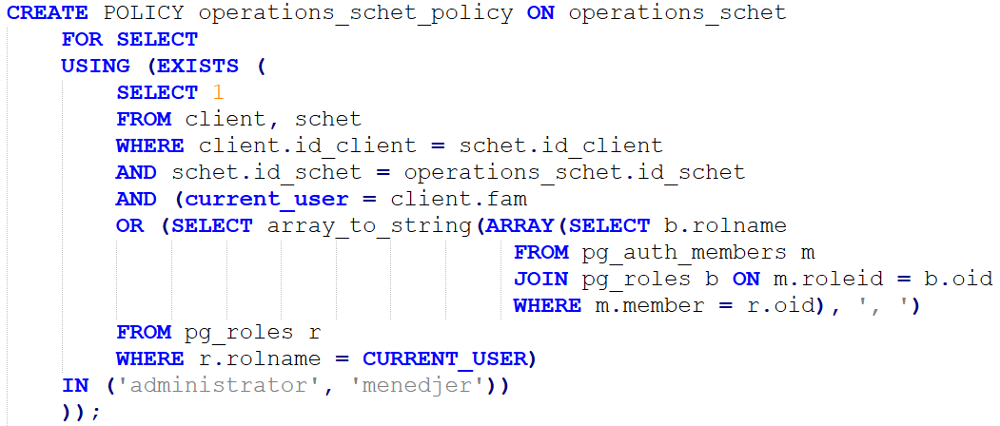 CREATE POLICY operations_schet_policy ON operations_schet
FOR SELECT
USING (EXISTS (
SELECT 1
FROM client, schet
WHERE client.id_client = schet.id_client
AND schet.id_schet = operations_schet.id_schet
AND (current_user = client.fam
OR (SELECT array_to_string(ARRAY(SELECT b.rolname
FROM pg_auth_members m
JOIN pg_roles b ON m.roleid = b.oid
WHERE m.member = r.oid), ', ')
FROM pg_roles r
WHERE r.rolname = CURRENT_USER)
IN ('administrator', 'menedjer'))
));